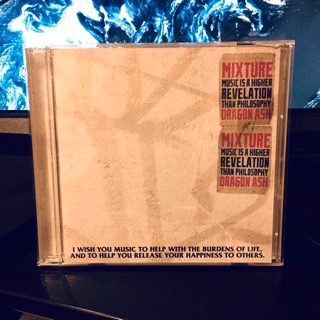 MIXTURE
MUSIC IS A HIGHER
REVELATION
THAN PHILOSOPHY
DRAGON ASH
MIXTURE
MUSIC IS A HIGHER
REVELATION
THAN PHILOSOPHY
DRAGON ASH
I WISH YOU MUSIC TO HELP WITH THE BURDENS OF LIFE,
AND TO HELP YOU RELEASE YOUR HAPPINESS TO OTHERS.